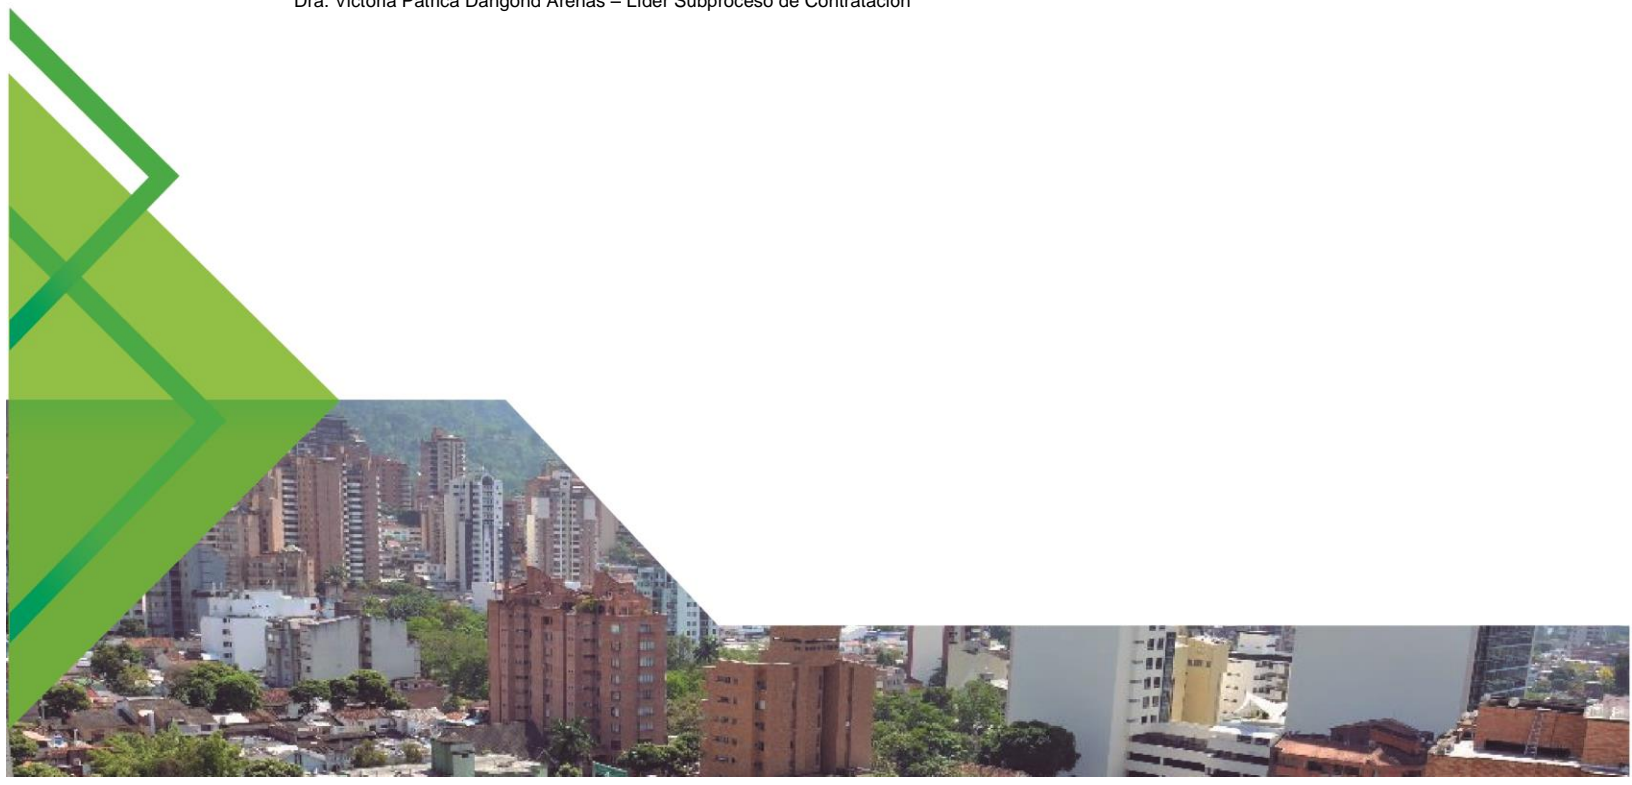 Dra. Victoria Patrica Dangond Arenas – Líder Subproceso de Contratación